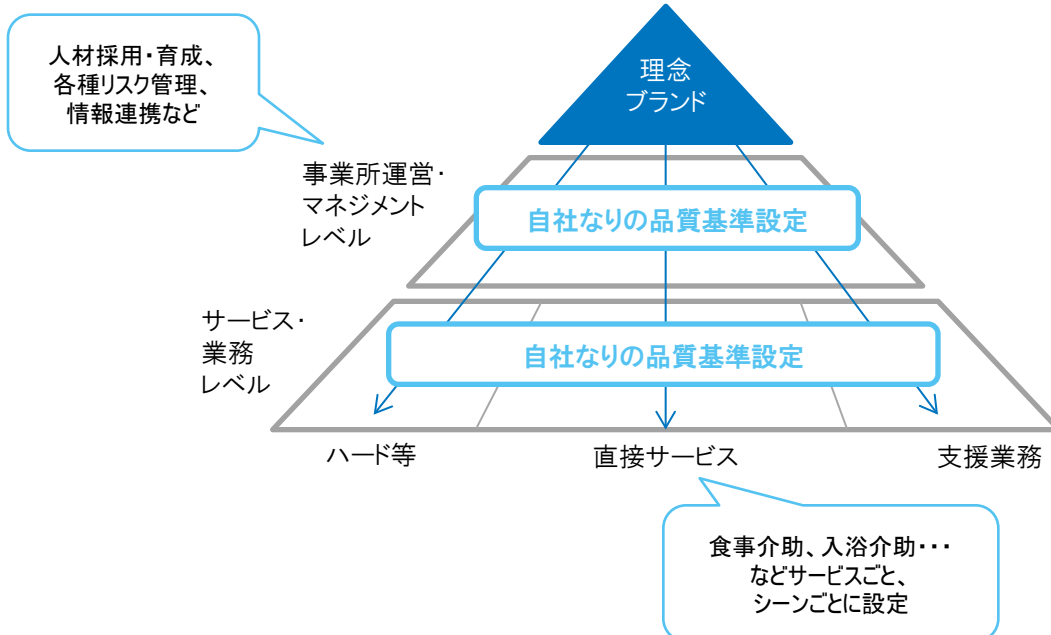 人材採用・育成、
各種リスク管理、
情報連携など
理念
ブランド
事業所運営・
マネジメント
レベル
自社なりの品質基準設定
サービス・
業務
レベル
自社なりの品質基準設定
ハード等
直接サービス
支援業務
食事介助、入浴介助・・・
などサービスごと、
シーンごとに設定